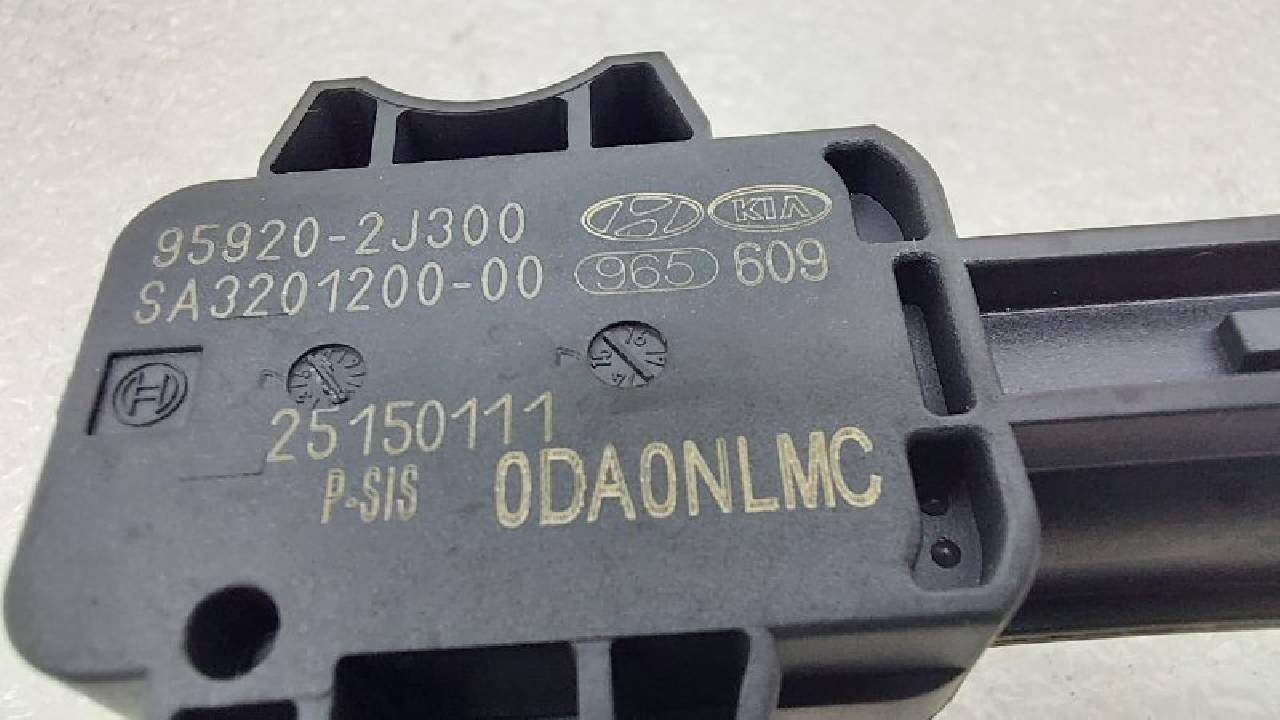 95920-2J300
KIA
SA3201200-00 965 609
25150111
P-SIS 0DA0NLMC